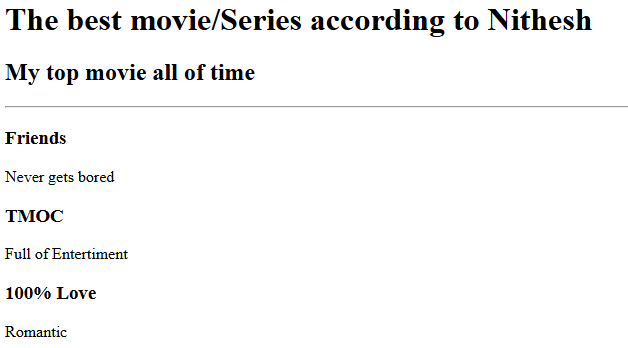 The best movie/Series according to Nithesh
My top movie all of time
Friends
Never gets bored
TMOC
Full of Entertiment
100% Love
Romantic